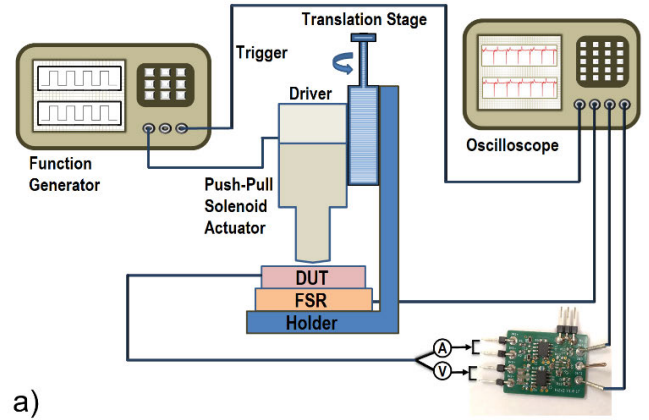 Translation Stage
Trigger
Driver
Function
Generator
Oscilloscope
Push-Pull
Solenoid
Actuator
DUT
FSR
Holder
A
V
a)